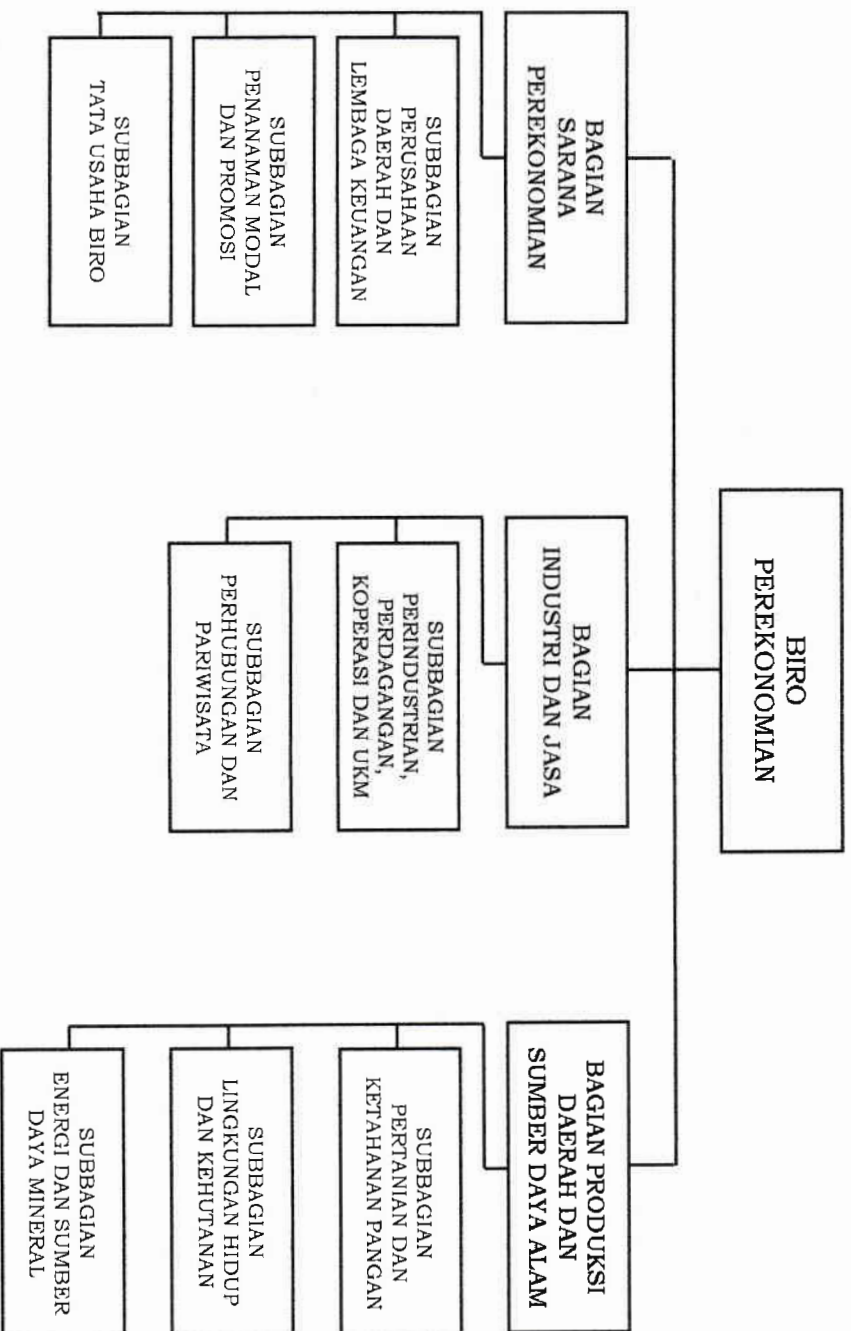 BIRO
PEREKONOMIAN
BAGIAN
SARANA
PEREKONOMIAN
SUBBAGIAN
PERUSAHAAN
DAERAH DAN
LEMBAGA KEUANGAN
SUBBAGIAN
PENANAMAN MODAL
DAN PROMOSI
SUBBAGIAN
TATA USAHA BIRO
BAGIAN
INDUSTRI DAN JASA
SUBBAGIAN
PERINDUSTRIAN,
PERDAGANGAN,
KOPERASI DAN UKM
SUBBAGIAN
PERHUBUNGAN DAN
PARIWISATA
BAGIAN PRODUKSI
DAERAH DAN
SUMBER DAYA ALAM
SUBBAGIAN
PERTANIAN DAN
KETAHANAN PANGAN
SUBBAGIAN
LINGKUNGAN HIDUP
DAN KEHUTANAN
SUBBAGIAN
ENERGI DAN SUMBER
DAYA MINERAL